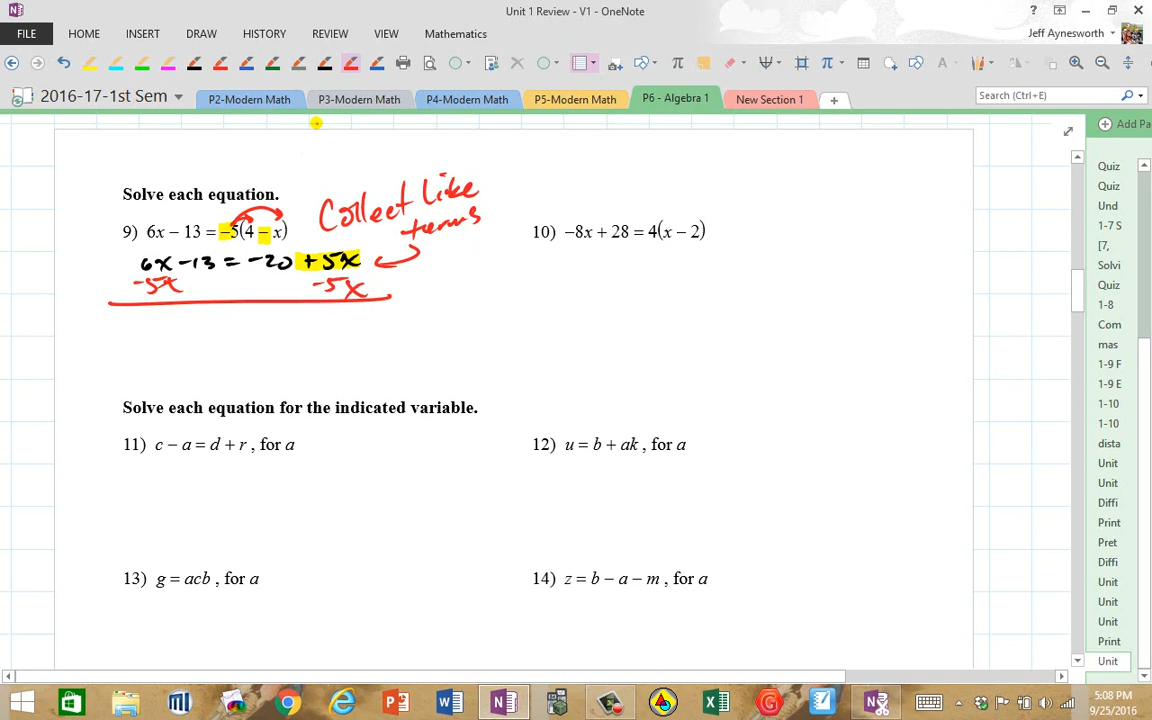 Unit 1 Review - V1 - OneNote
FILE HOME INSERT DRAW HISTORY REVIEW VIEW Mathematics
Jeff Aynesworth
2016-17-1st Sem
P2-Modern Math P3-Modern Math P4-Modern Math P5-Modern Math P6 - Algebra 1 New Section 1
Search (Ctrl+E)
Add Pa
Solve each equation.
Collect Like
terms
9) 6x − 13 = −5(4 − x)
6x -13 = -20 +5x
-5x -5x
10) −8x + 28 = 4(x − 2)
Solve each equation for the indicated variable.
11) c − a = d + r , for a
12) u = b + ak , for a
13) g = acb , for a
14) z = b − a − m , for a
Quiz
Quiz
Und
1-7 S
[7,
Solvi
Quiz
1-8
Com
mas
1-9 F
1-9 E
1-10
1-10
dista
Unit
Unit
Diffi
Print
Pret
Diffi
Unit
Unit
Unit
Print
Unit
5:08 PM
9/25/2016